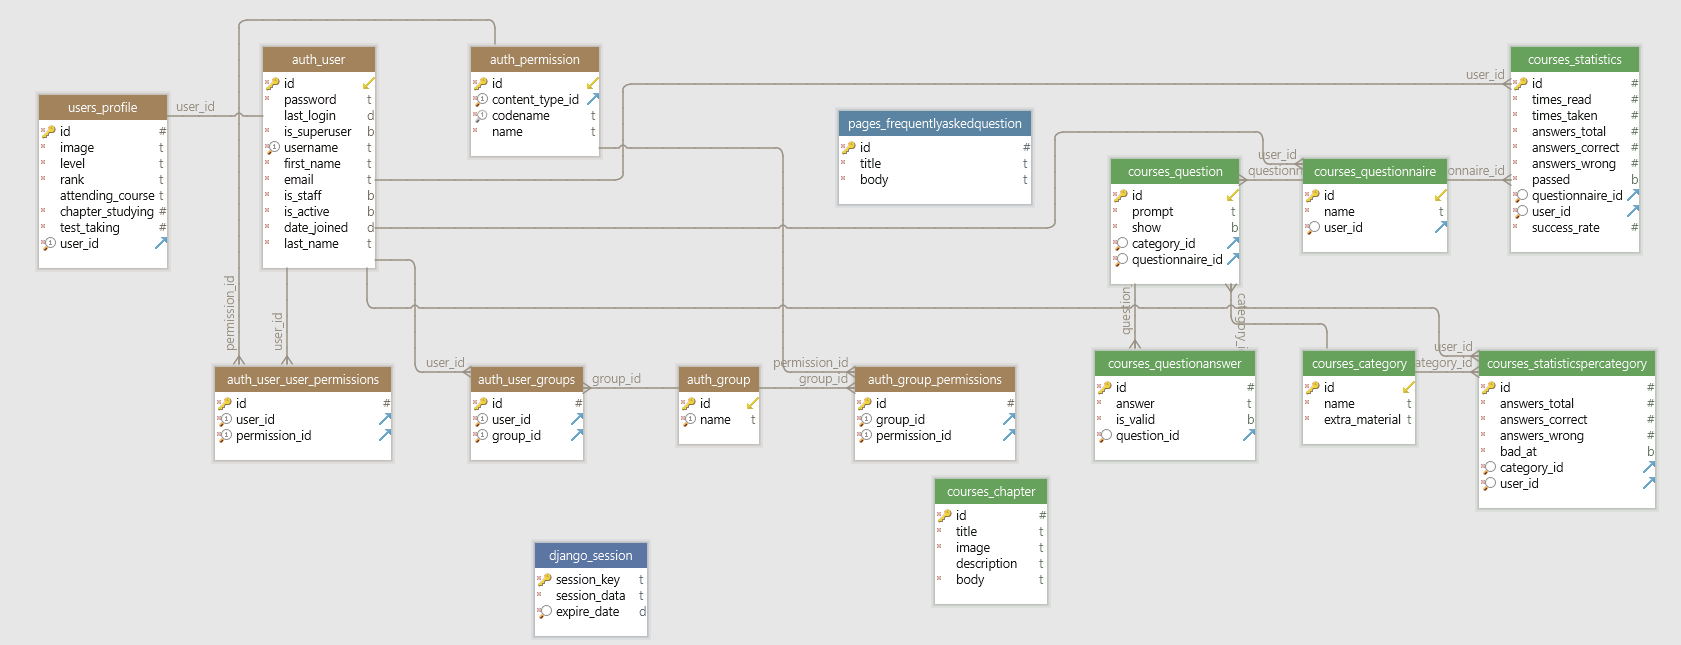 users_profile
id #
image t
level t
rank t
attending_course t
chapter_studying #
test_taking #
user_id
user_id
auth_user
id
password t
last_login d
is_superuser b
username t
first_name t
email t
is_staff b
is_active b
date_joined d
last_name t
auth_permission
id
content_type_id
codename t
name t
pages_frequentlyaskedquestion
id #
title t
body t
courses_question
id
prompt t
show b
category_id
questionnaire_id
user_id
questionn
courses_questionnaire
id
name t
user_id
onnaire_id
user_id
courses_statistics
id #
times_read #
times_taken #
answers_total #
answers_correct #
answers_wrong #
passed b
questionnaire_id
user_id
success_rate #
permission_id
user_id
auth_user_user_permissions
id #
user_id
permission_id
user_id
auth_user_groups
id #
user_id
group_id
group_id
auth_group
id
name t
permission_id
group_id
auth_group_permissions
id #
group_id
permission_id
question_id
category_i
courses_questionanswer
id #
answer t
is_valid b
question_id
courses_category
id
name t
extra_material t
user_id
ategory_id
courses_statisticspercategory
id #
answers_total #
answers_correct #
answers_wrong #
bad_at b
category_id
user_id
courses_chapter
id #
title t
image t
description t
body t
django_session
session_key t
session_data t
expire_date d